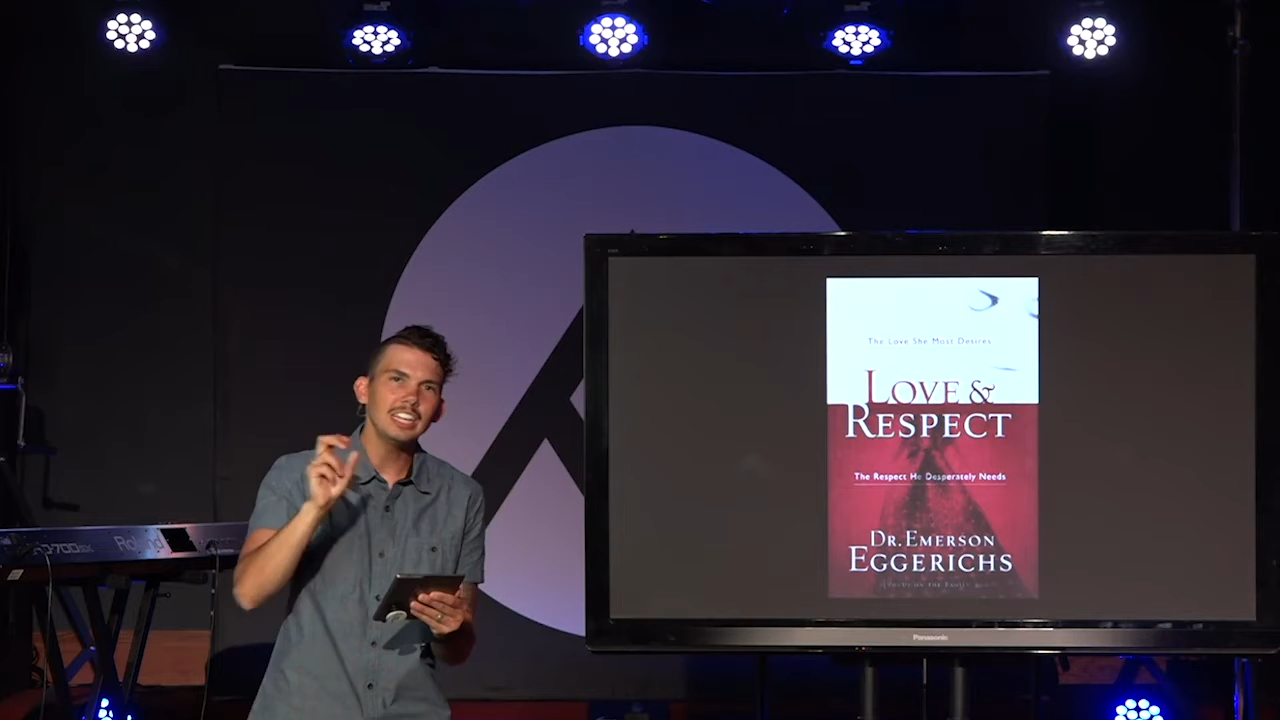 The Love She Most Desires
LOVE &
RESPECT
The Respect He Desperately Needs
DR. EMERSON
EGGERICHS
Panasonic
Roland